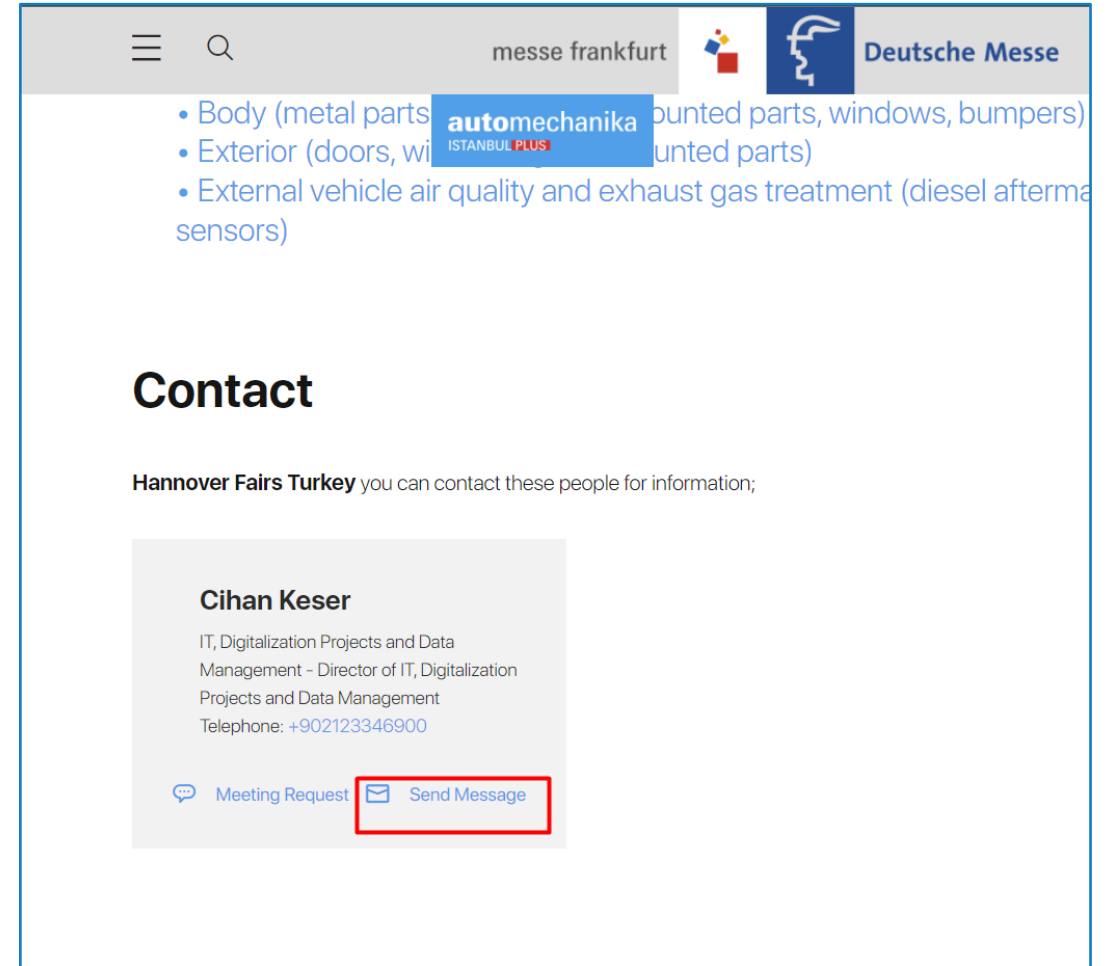 messe frankfurt
Deutsche Messe
automechanika
ISTANBUL PLUS
• Body (metal parts unted parts, windows, bumpers)
• Exterior (doors, wi unted parts)
• External vehicle air quality and exhaust gas treatment (diesel afterma
sensors)
Contact
Hannover Fairs Turkey you can contact these people for information;
Cihan Keser
IT, Digitalization Projects and Data
Management - Director of IT, Digitalization
Projects and Data Management
Telephone: +902123346900
Meeting Request Send Message